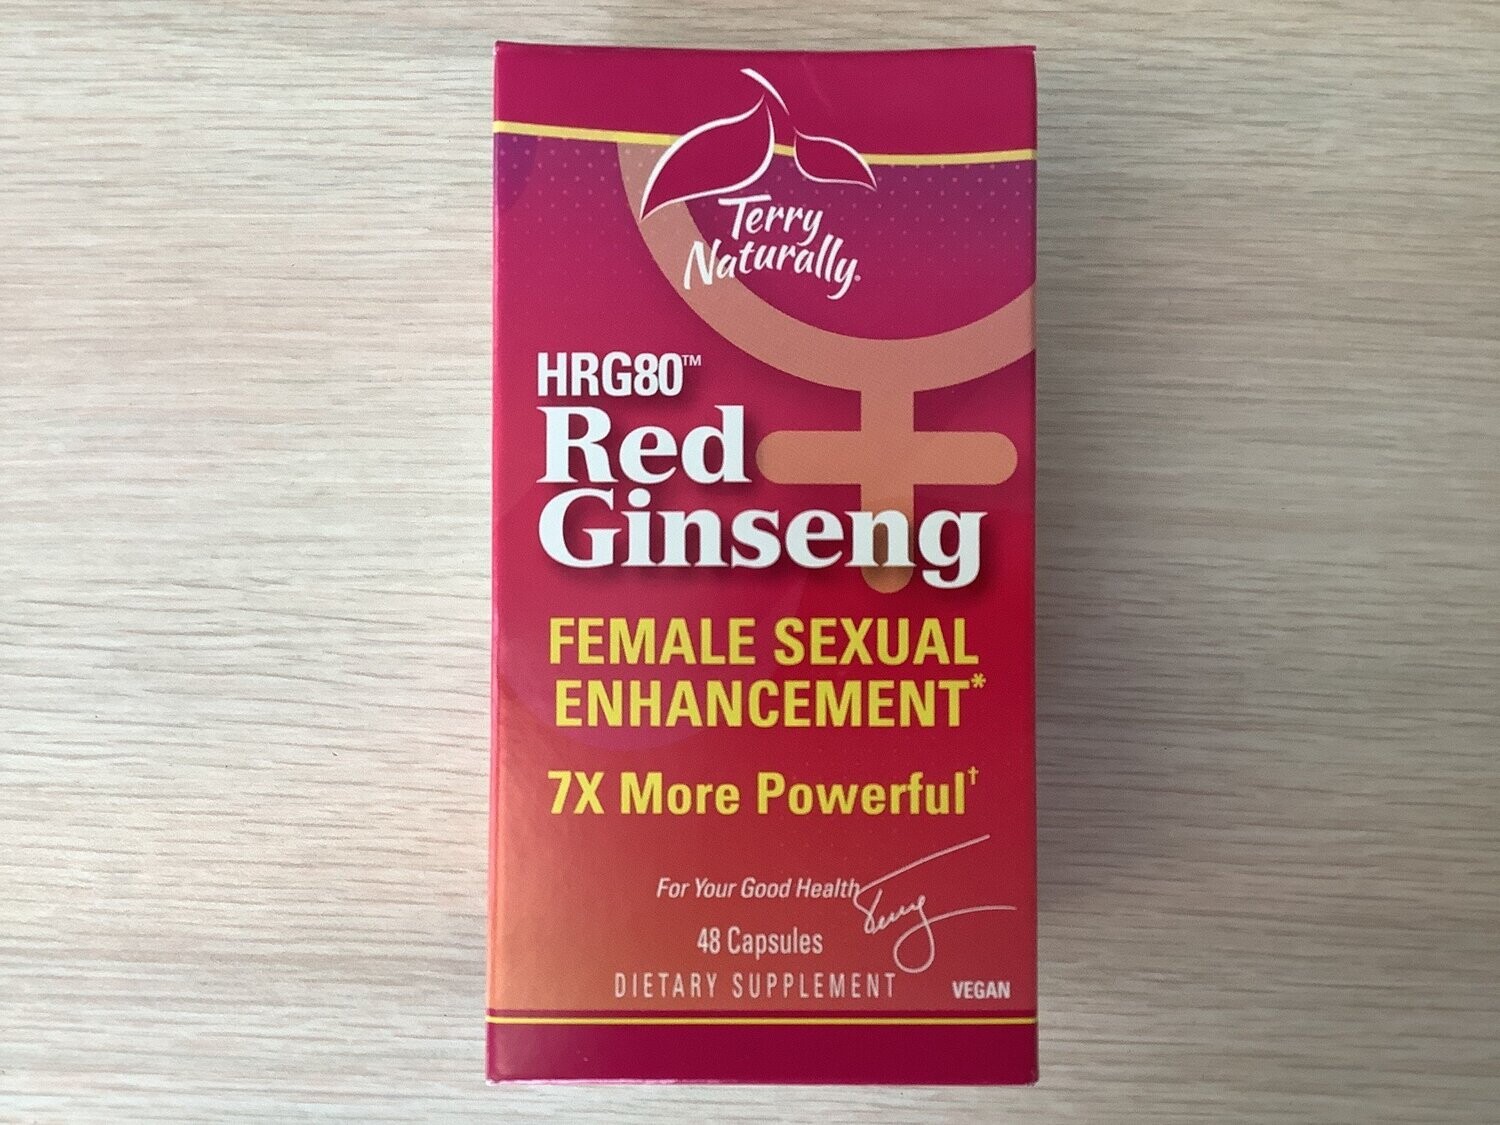 Terry
Naturally®
HRG80™
Red
Ginseng
FEMALE SEXUAL
ENHANCEMENT*
7X More Powerful†
For Your Good Health
Terry
48 Capsules
DIETARY SUPPLEMENT
VEGAN